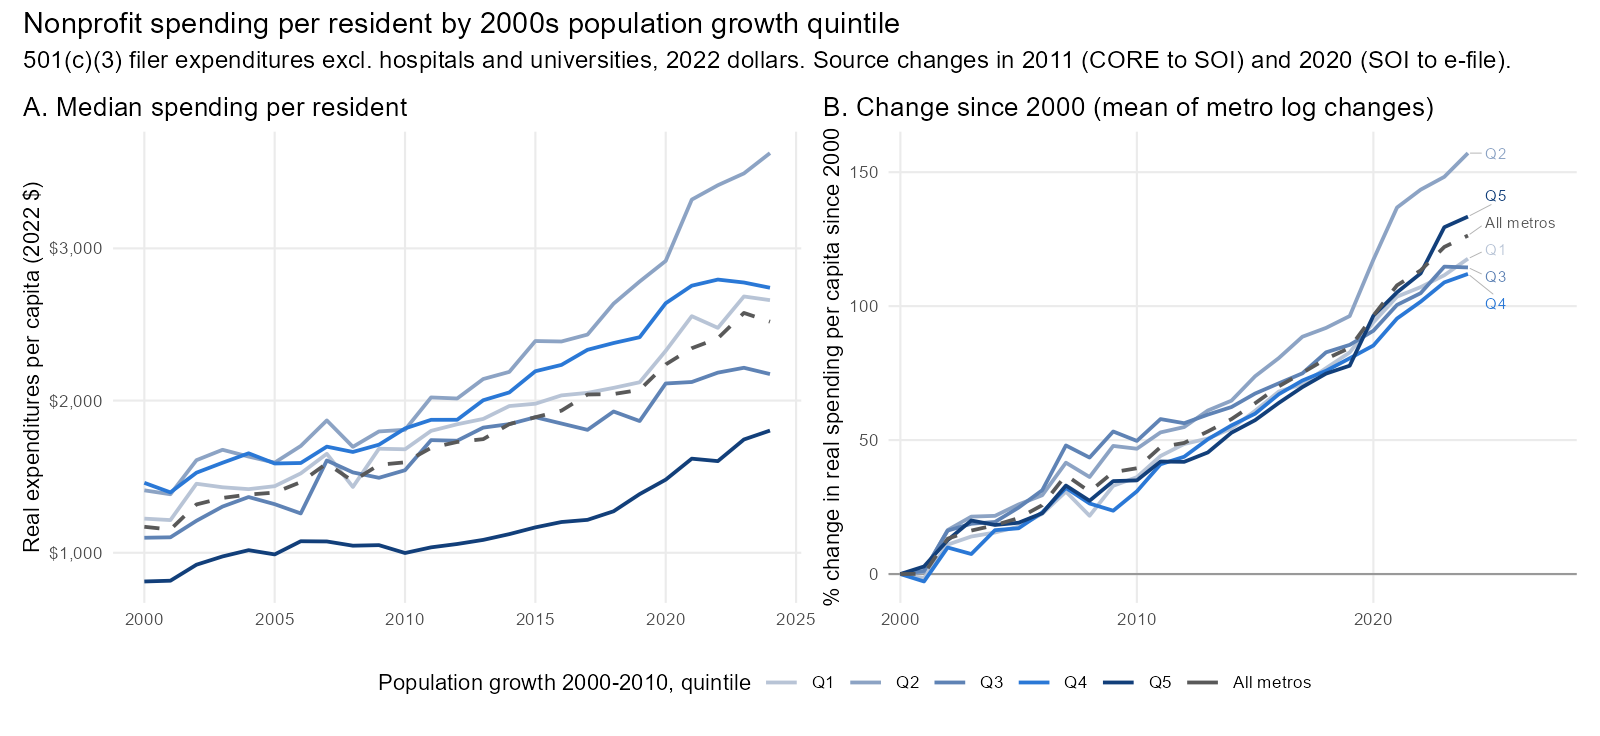 Nonprofit spending per resident by 2000s population growth quintile
501(c)(3) filer expenditures excl. hospitals and universities, 2022 dollars. Source changes in 2011 (CORE to SOI) and 2020 (SOI to e-file).
A. Median spending per resident
Real expenditures per capita (2022 $)
$3,000
$2,000
$1,000
2000
2005
2010
2015
2020
2025
B. Change since 2000 (mean of metro log changes)
% change in real spending per capita since 2000
150
100
50
0
2000
2010
2020
Q2
Q5
All metros
Q1
Q3
Q4
Population growth 2000-2010, quintile
Q1
Q2
Q3
Q4
Q5
All metros